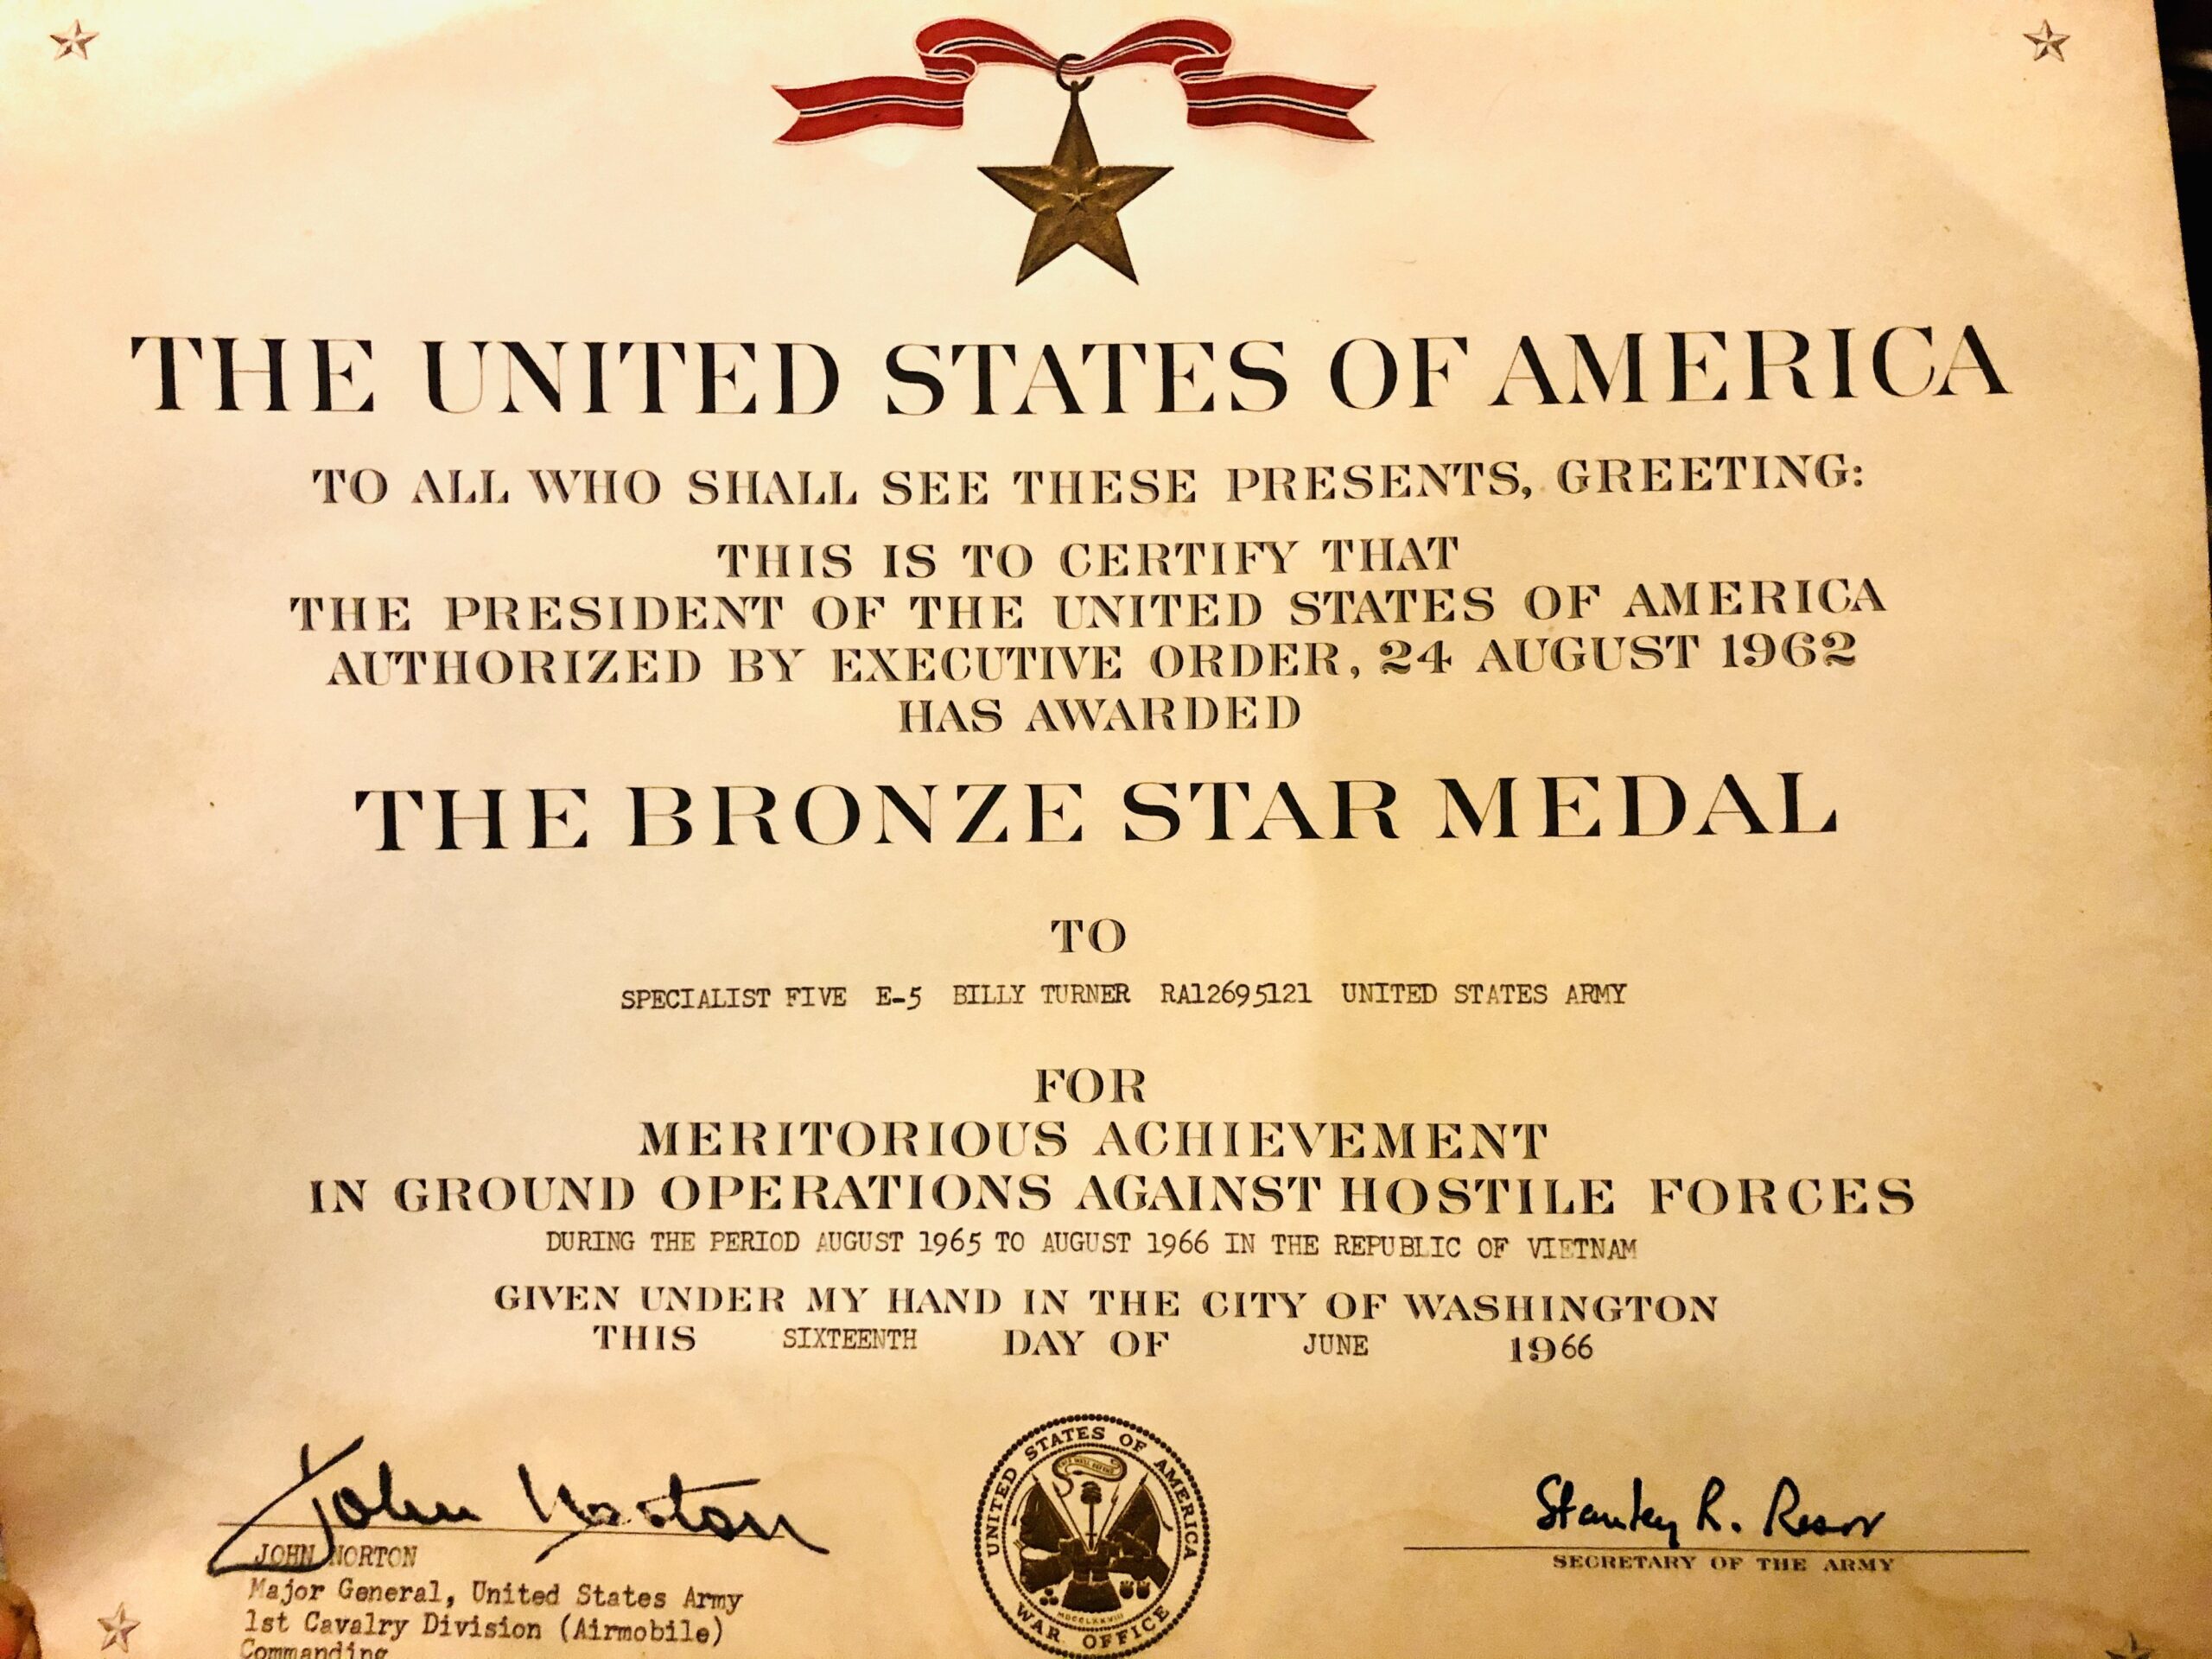 THE UNITED STATES OF AMERICA
TO ALL WHO SHALL SEE THESE PRESENTS, GREETING:
THIS IS TO CERTIFY THAT
THE PRESIDENT OF THE UNITED STATES OF AMERICA
AUTHORIZED BY EXECUTIVE ORDER, 24 AUGUST 1962
HAS AWARDED
THE BRONZE STAR MEDAL
TO
SPECIALIST FIVE E-5 BILLY TURNER RA12695121 UNITED STATES ARMY
FOR
MERITORIOUS ACHIEVEMENT
IN GROUND OPERATIONS AGAINST HOSTILE FORCES
DURING THE PERIOD AUGUST 1965 TO AUGUST 1966 IN THE REPUBLIC OF VIETNAM
GIVEN UNDER MY HAND IN THE CITY OF WASHINGTON
THIS SIXTEENTH DAY OF JUNE 1966
John Norton
JOHN NORTON
Major General, United States Army
1st Cavalry Division (Airmobile)
Commanding
UNITED STATES OF AMERICA
MDCCLXXVIII
WAR OFFICE
Stanley R. Resor
SECRETARY OF THE ARMY